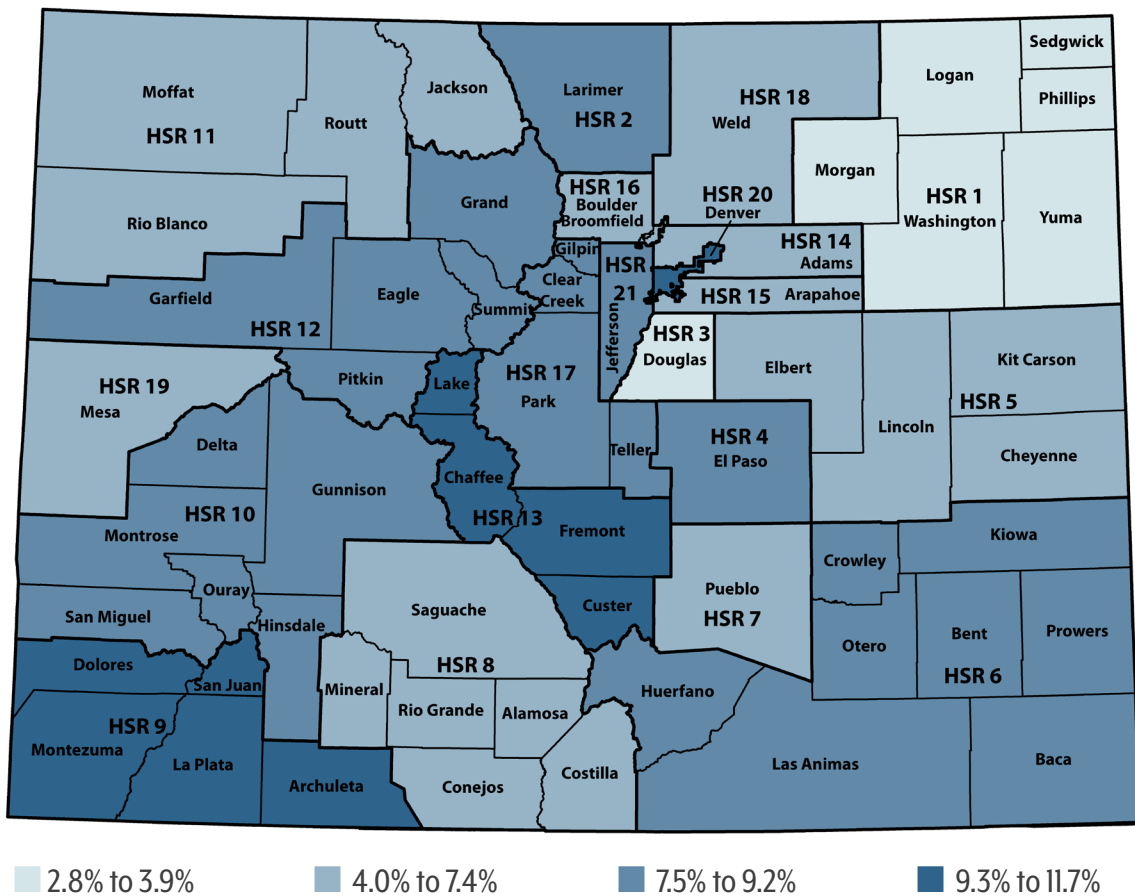 Sedgwick
Logan
Jackson
Larimer
Moffat
HSR 18
Phillips
HSR 2
Routt
Weld
HSR 11
Morgan
HSR 16
HSR 20
HSR 1
Grand
Boulder
Denver
Broomfield
Washington
Yuma
Rio Blanco
Gilpin
HSR 14
HSR
Adams
21
Clear
Creek
Eagle
Garfield
HSR 15
Arapahoe
Summit
HSR 12
Jefferson
HSR 3
Douglas
Kit Carson
Elbert
HSR 17
Pitkin
Lake
HSR 19
Mesa
Park
HSR 5
Lincoln
HSR 4
Delta
Teller
Cheyenne
El Paso
Chaffee
Gunnison
HSR 10
HSR 13
Montrose
Fremont
Kiowa
Crowley
Ouray
Pueblo
Saguache
Custer
San Miguel
HSR 7
Hinsdale
Bent
Prowers
Otero
Dolores
HSR 8
HSR 6
San Juan
Mineral
Huerfano
Rio Grande
Alamosa
HSR 9
Montezuma
La Plata
Costilla
Las Animas
Baca
Archuleta
Conejos
2.8% to 3.9%
4.0% to 7.4%
7.5% to 9.2%
9.3% to 11.7%